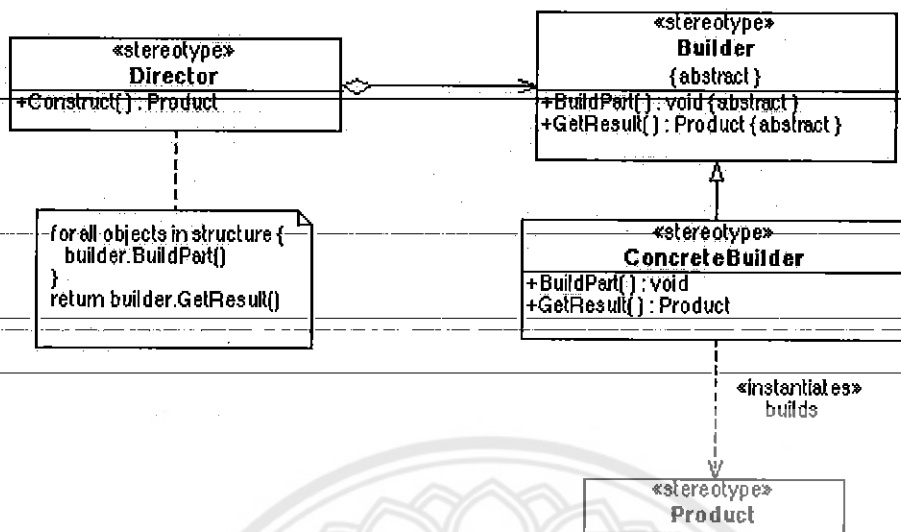 «stereotype»
Director
+Construct() : Product
for all objects in structure {
builder.BuildPart()
}
return builder.GetResult()
«stereotype»
Builder
{abstract}
+BuildPart() : void {abstract}
+GetResult() : Product {abstract}
«stereotype»
ConcreteBuilder
+BuildPart() : void
+GetResult() : Product
«instantiates»
builds
«stereotype»
Product